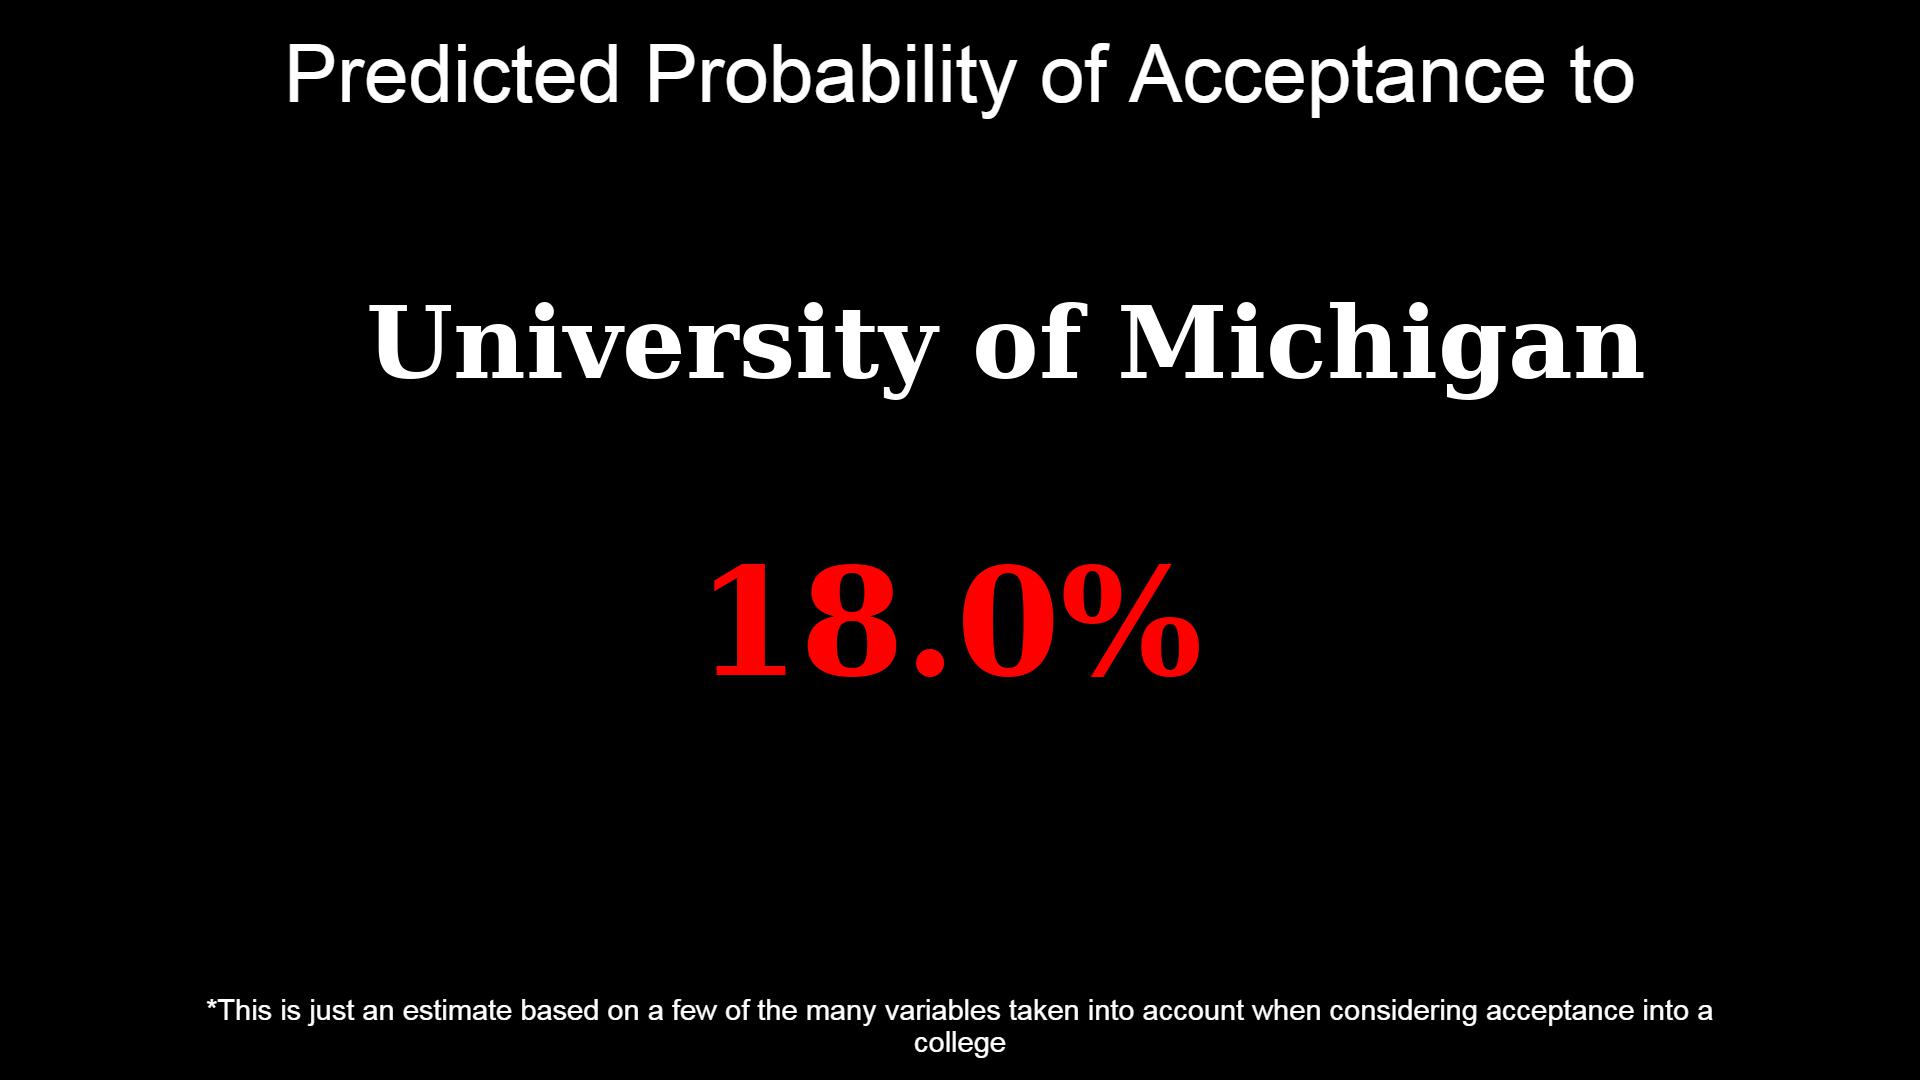 Predicted Probability of Acceptance to
University of Michigan
18.0%
*This is just an estimate based on a few of the many variables taken into account when considering acceptance into a
college